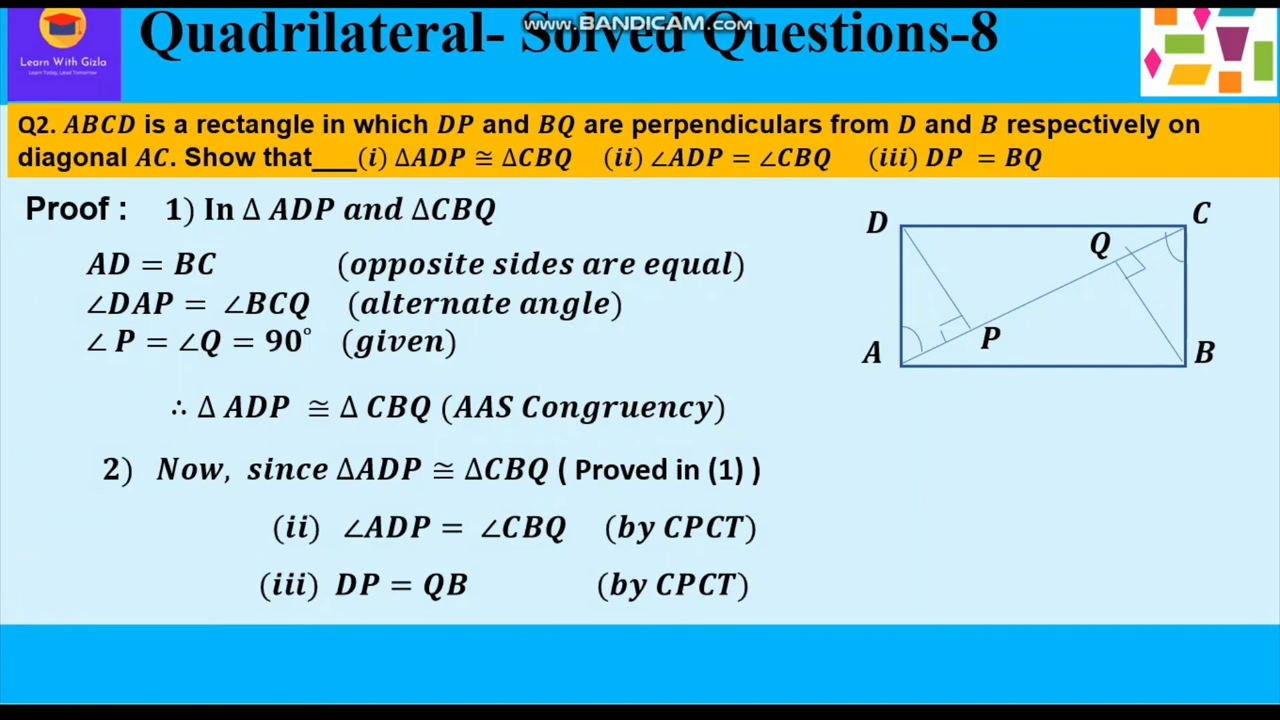 www.BANDICAM.com
Quadrilateral- Solved Questions-8
Learn With Gizla
Learn Today, Lead Tomorrow
Q2. ABCD is a rectangle in which DP and BQ are perpendiculars from D and B respectively on
diagonal AC. Show that___(i) ΔADP ≅ ΔCBQ (ii) ∠ADP = ∠CBQ (iii) DP = BQ
Proof : 1) In Δ ADP and ΔCBQ
AD = BC (opposite sides are equal)
∠DAP = ∠BCQ (alternate angle)
∠ P = ∠Q = 90° (given)
∴ Δ ADP ≅ Δ CBQ (AAS Congruency)
2) Now, since ΔADP ≅ ΔCBQ ( Proved in (1) )
(ii) ∠ADP = ∠CBQ (by CPCT)
(iii) DP = QB (by CPCT)
D
C
Q
P
A
B